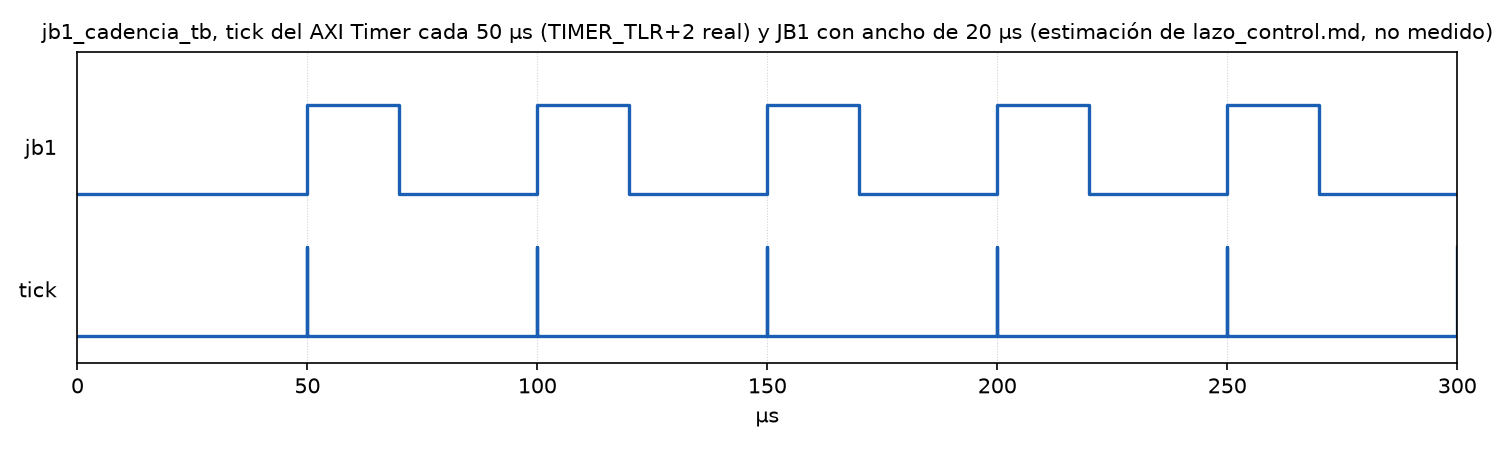 jb1_cadencia_tb, tick del AXI Timer cada 50 µs (TIMER_TLR+2 real) y JB1 con ancho de 20 µs (estimación de lazo_control.md, no medido)
jb1
tick
0 50 100 150 200 250 300
µs